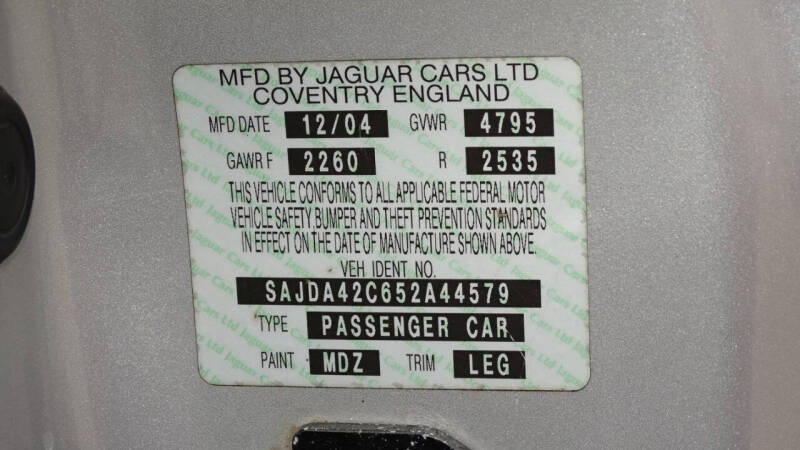 MFD BY JAGUAR CARS LTD
COVENTRY ENGLAND
MFD DATE 12/04 GVWR 4795
GAWR F 2260 R 2535
THIS VEHICLE CONFORMS TO ALL APPLICABLE FEDERAL MOTOR
VEHICLE SAFETY, BUMPER AND THEFT PREVENTION STANDARDS
IN EFFECT ON THE DATE OF MANUFACTURE SHOWN ABOVE.
VEH IDENT NO.
SAJDA42C652A44579
TYPE PASSENGER CAR
PAINT MDZ TRIM LEG